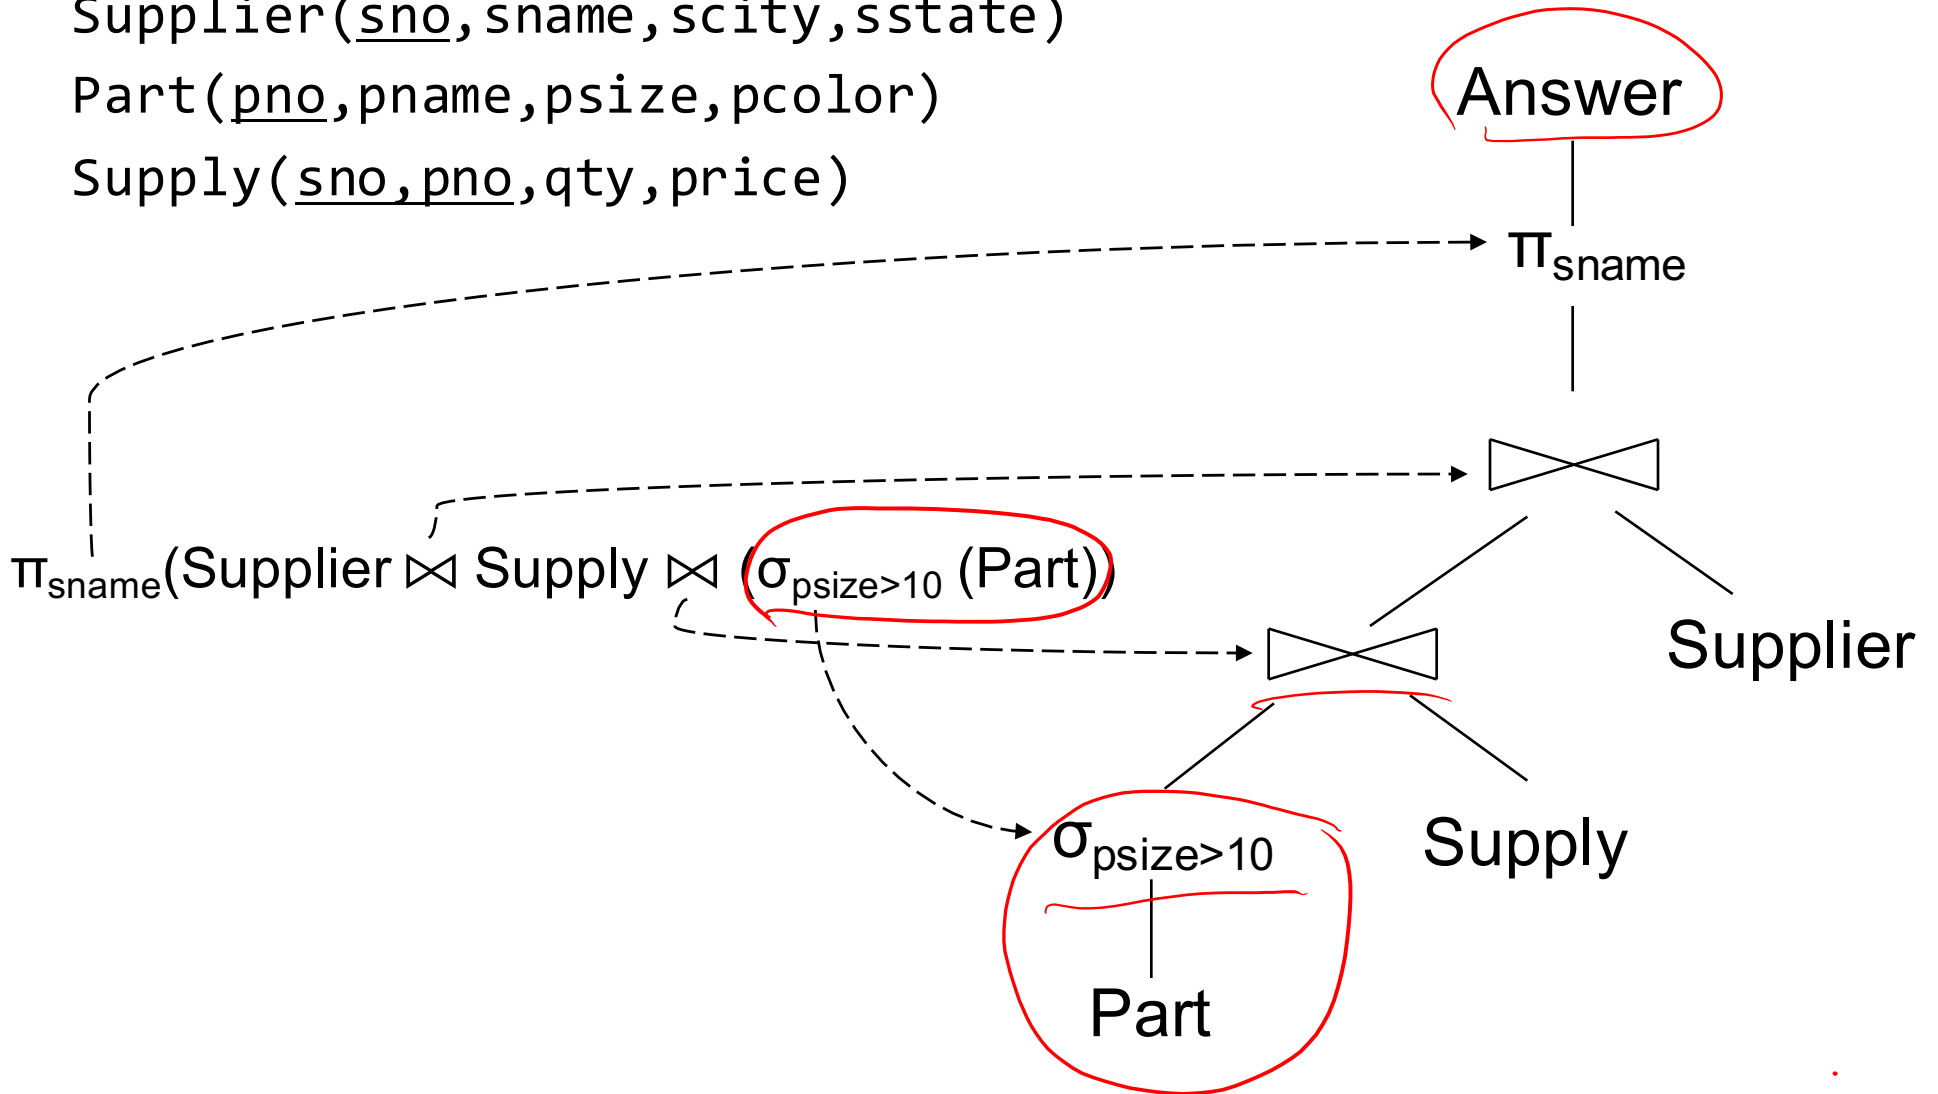 Supplier(sno,sname,scity,sstate)
Part(pno,pname,psize,pcolor)
Supply(sno,pno,qty,price)
Answer
πsname
πsname(Supplier ⋈ Supply ⋈ (σpsize>10 (Part))
Supplier
σpsize>10
Supply
Part